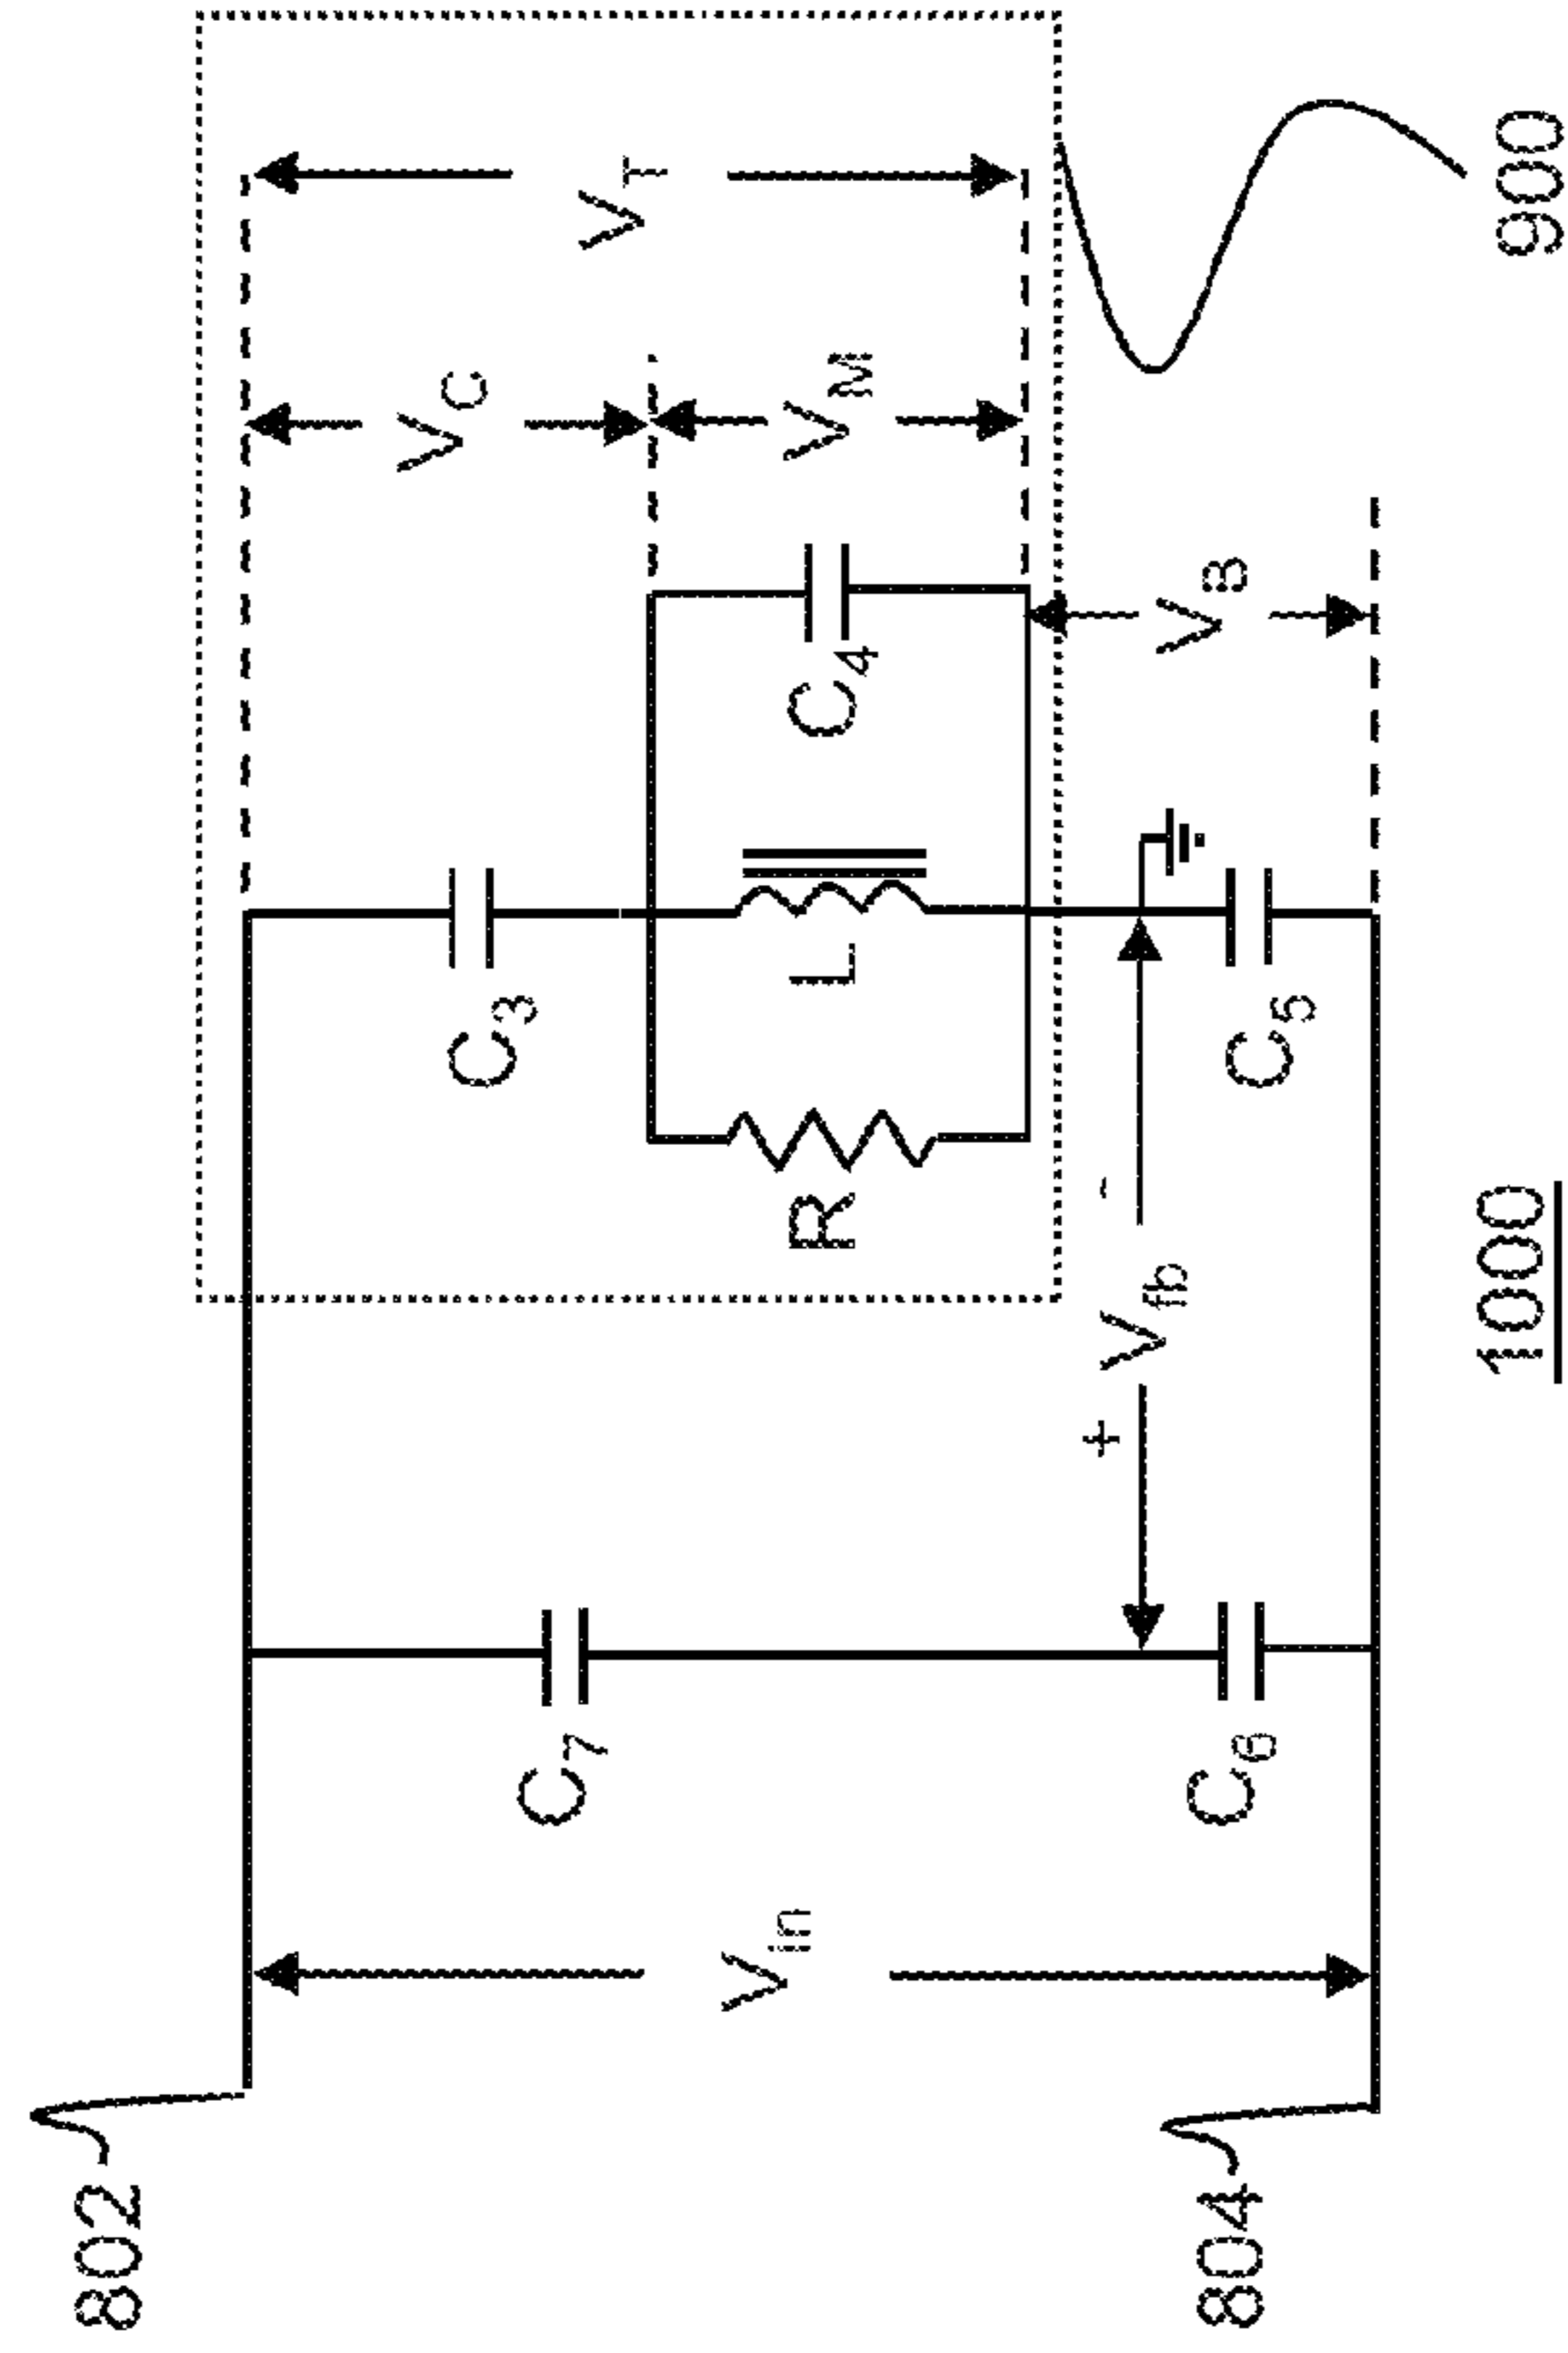 802
804
V_in
C_7
C_6
+ V_fb -
R
L
C_3
C_4
C_5
V_C
V_M
V_T
V_B
900
1000